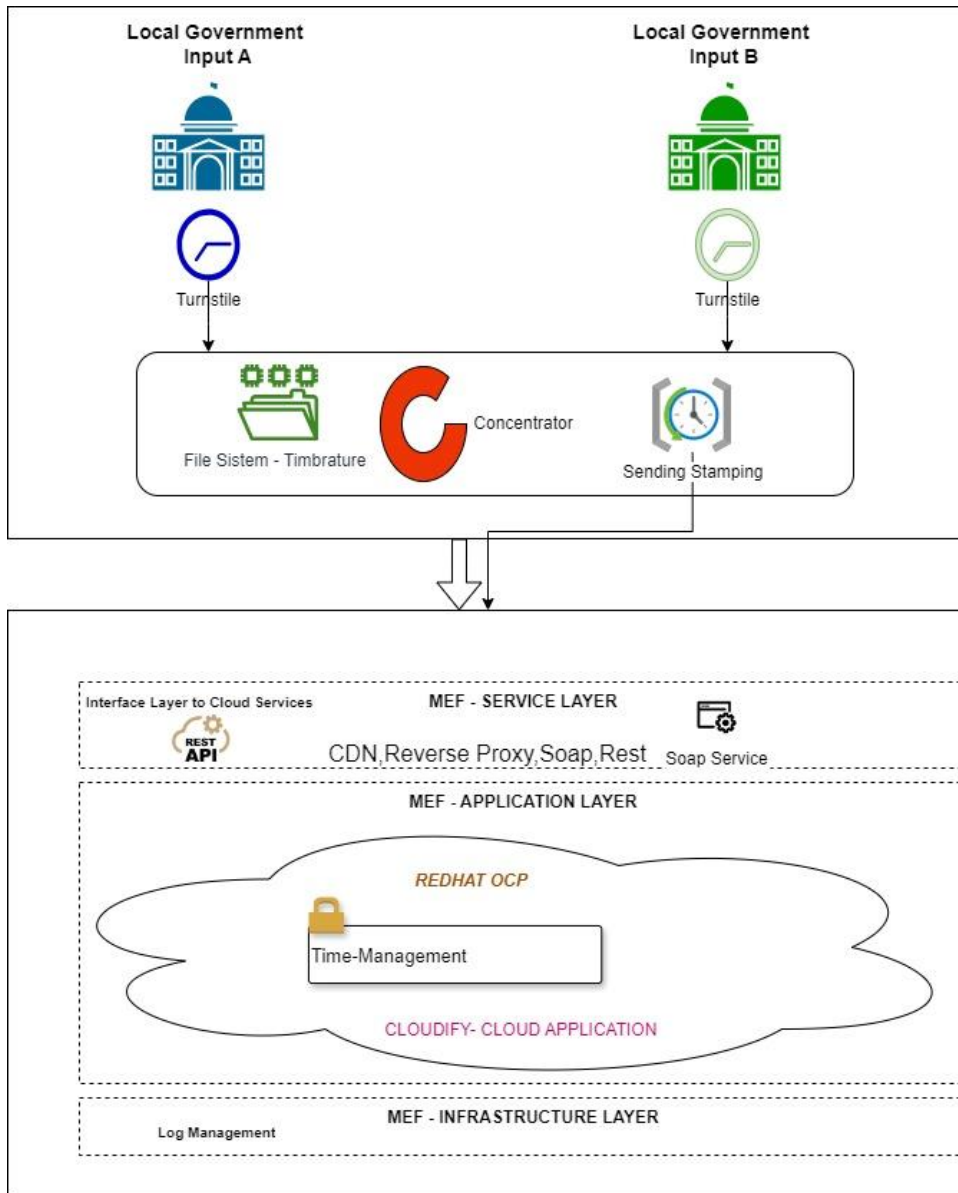 Local Government
Input A
Local Government
Input B
Turnstile
Turnstile
Concentrator
File Sistem - Timbrature
Sending Stamping
Interface Layer to Cloud Services
MEF - SERVICE LAYER
REST
API
CDN,Reverse Proxy,Soap,Rest
Soap Service
MEF - APPLICATION LAYER
REDHAT OCP
Time-Management
CLOUDIFY- CLOUD APPLICATION
MEF - INFRASTRUCTURE LAYER
Log Management